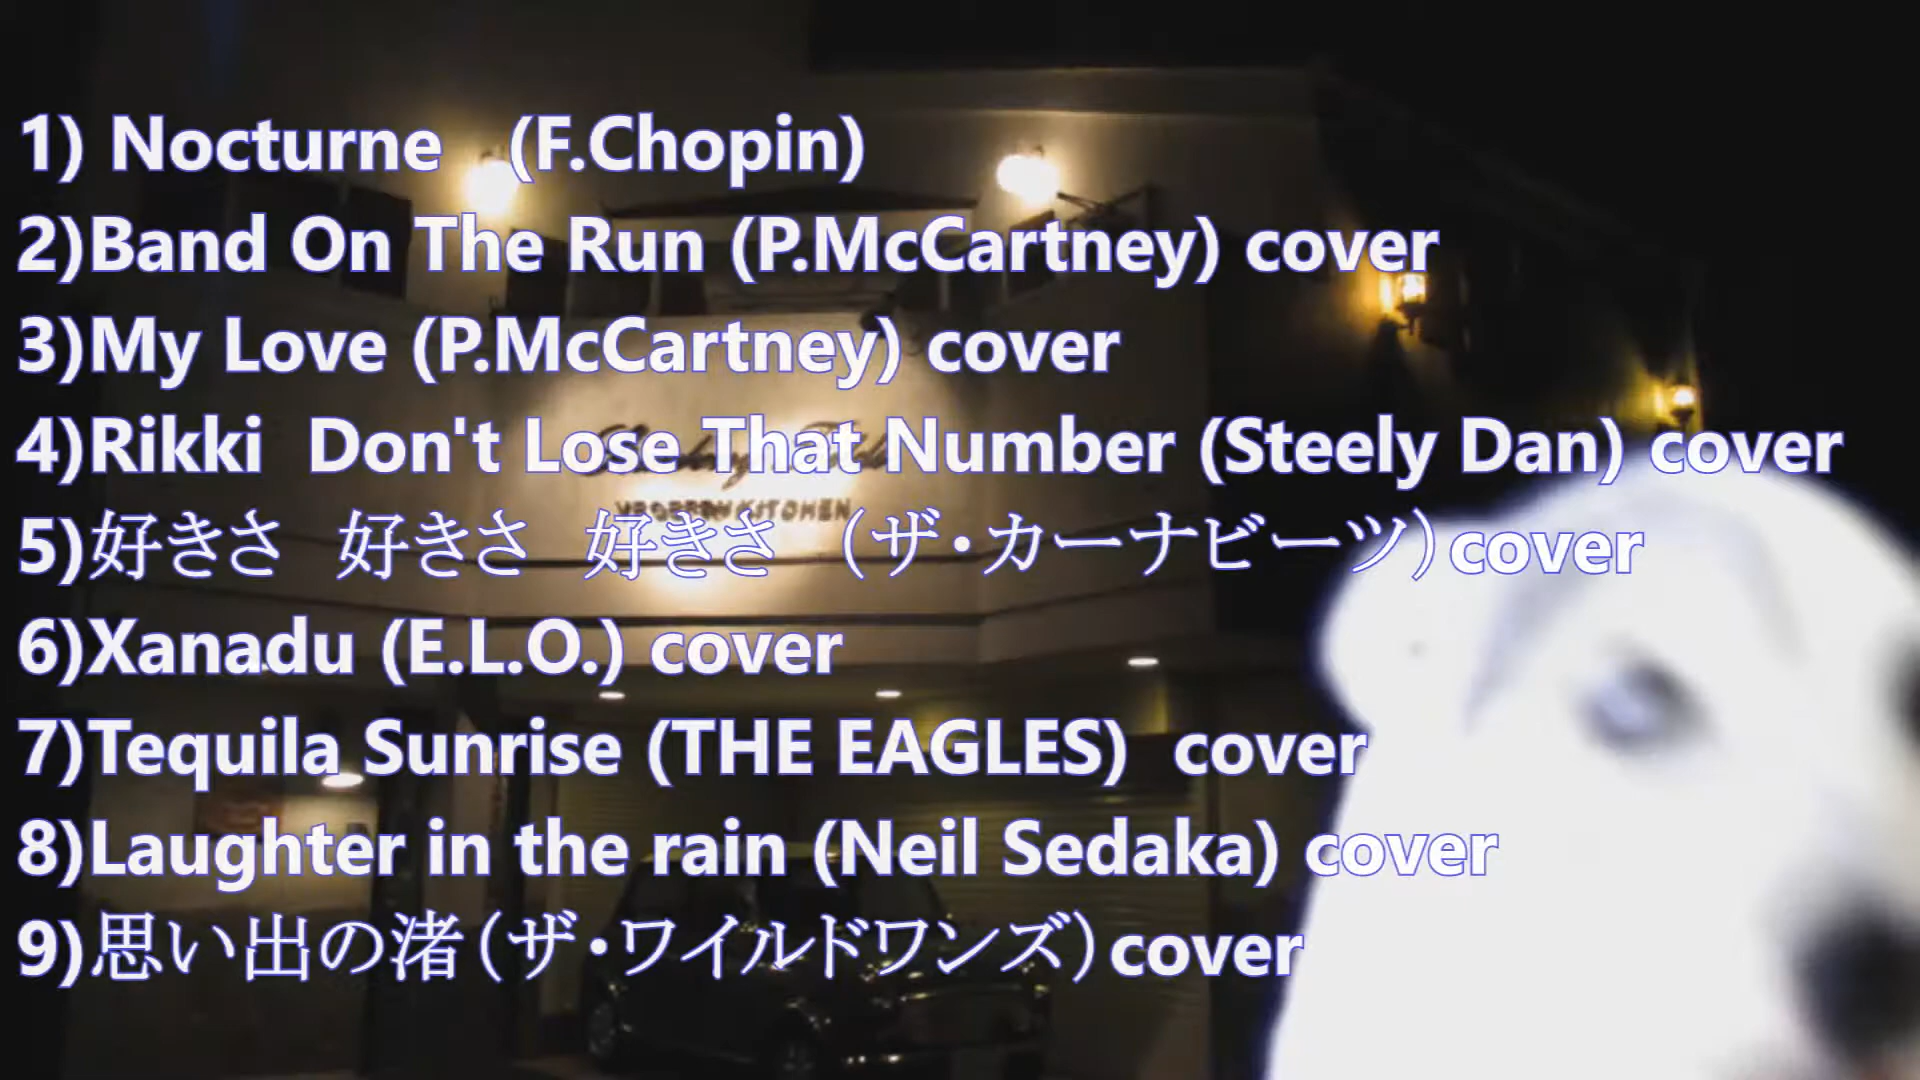 1) Nocturne (F.Chopin)
2)Band On The Run (P.McCartney) cover
3)My Love (P.McCartney) cover
4)Rikki Don't Lose That Number (Steely Dan) cover
5)好きさ 好きさ 好きさ (ザ・カーナビーツ)cover
6)Xanadu (E.L.O.) cover
7)Tequila Sunrise (THE EAGLES) cover
8)Laughter in the rain (Neil Sedaka) cover
9)思い出の渚(ザ・ワイルドワンズ)cover